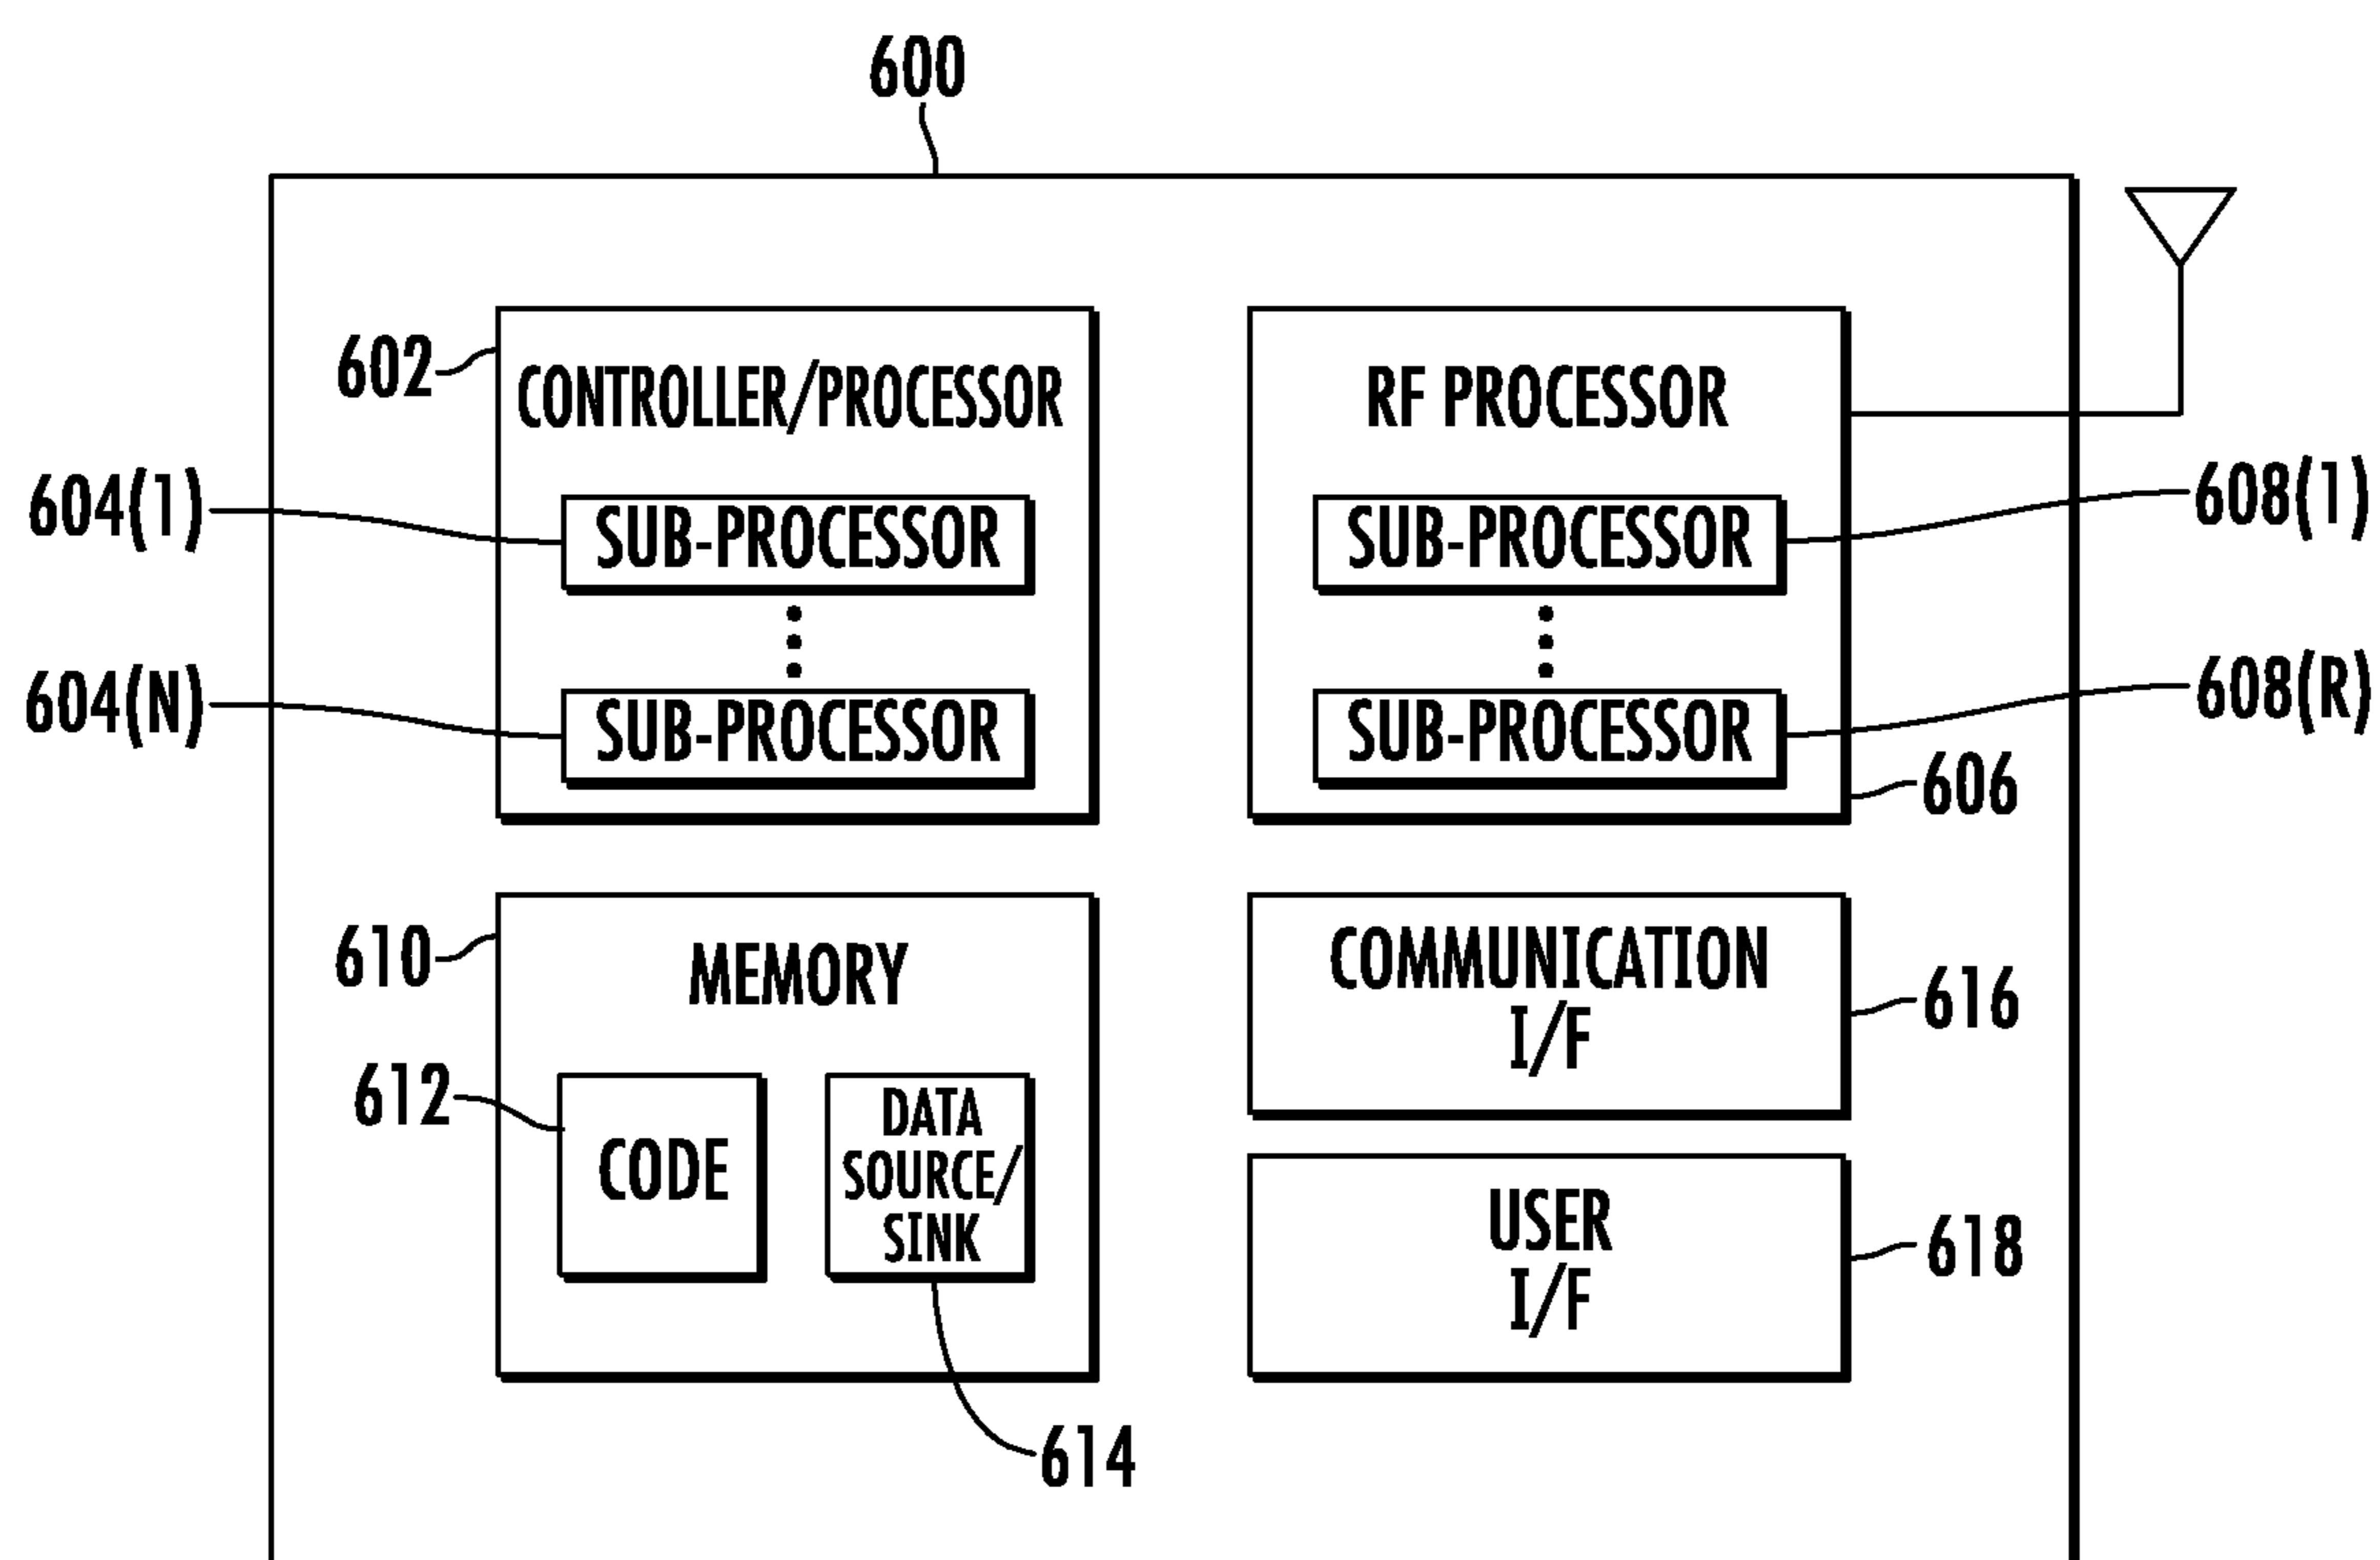 600
602
CONTROLLER/PROCESSOR
RF PROCESSOR
604(1)
SUB-PROCESSOR
SUB-PROCESSOR
608(1)
604(N)
SUB-PROCESSOR
SUB-PROCESSOR
608(R)
606
610
MEMORY
COMMUNICATION
I/F
616
612
CODE
DATA
SOURCE/
SINK
USER
I/F
618
614